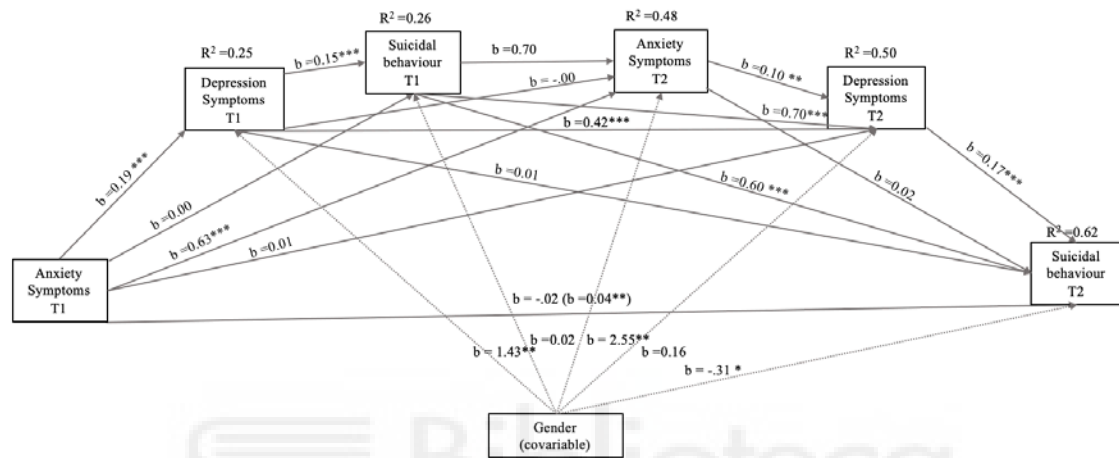 R² =0.48
R² =0.26
R² =0.25
R² =0.50
Suicidal
behaviour
T1
Anxiety
Symptoms
T2
Depression
Symptoms
T1
Depression
Symptoms
T2
b =0.15***
b =0.70
b =0.10 **
b = -.00
b =0.70***
b =0.42***
b =0.19 ***
b =0.01
b =0.60 ***
b =0.02
b =0.17***
b =0.00
b =0.63***
b =0.01
R² =0.62
Anxiety
Symptoms
T1
Suicidal
behaviour
T2
b = -.02 (b =0.04**)
b = 1.43**
b =0.02
b = 2.55**
b =0.16
b = -.31 *
Gender
(covariable)
Biblioteca